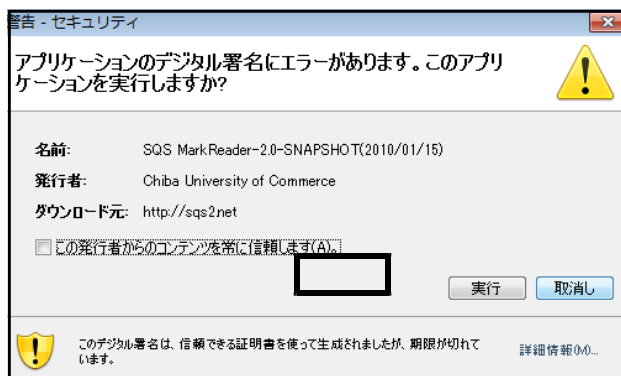 警告 - セキュリティ
アプリケーションのデジタル署名にエラーがあります。このアプリ
ケーションを実行しますか?
名前: SQS MarkReader-2.0-SNAPSHOT(2010/01/15)
発行者: Chiba University of Commerce
ダウンロード元: http://sqs2.net
この発行者からのコンテンツを常に信頼します(A)。
実行 取消し
このデジタル署名は、信頼できる証明書を使って生成されましたが、期限が切れて
います。
詳細情報(M)...